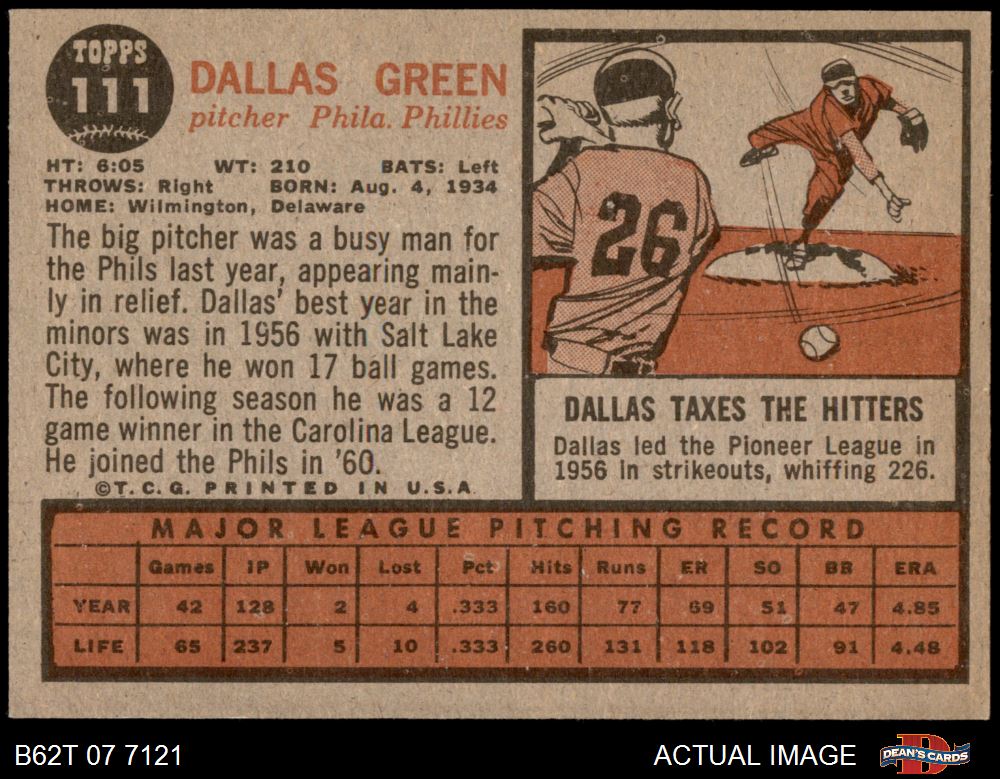 TOPPS
111
DALLAS GREEN
pitcher Phila. Phillies
HT: 6:05 WT: 210 BATS: Left
THROWS: Right BORN: Aug. 4, 1934
HOME: Wilmington, Delaware
The big pitcher was a busy man for
the Phils last year, appearing main-
ly in relief. Dallas' best year in the
minors was in 1956 with Salt Lake
City, where he won 17 ball games.
The following season he was a 12
game winner in the Carolina League.
He joined the Phils in '60.
©T.C.G. PRINTED IN U.S.A.
26
DALLAS TAXES THE HITTERS
Dallas led the Pioneer League in
1956 in strikeouts, whiffing 226.
MAJOR LEAGUE PITCHING RECORD
Games IP Won Lost Pct Hits Runs ER SO BB ERA
YEAR 42 128 2 4 .333 160 77 69 51 47 4.85
LIFE 65 237 5 10 .333 260 131 118 102 91 4.48
B62T 07 7121 ACTUAL IMAGE DEAN'S CARDS